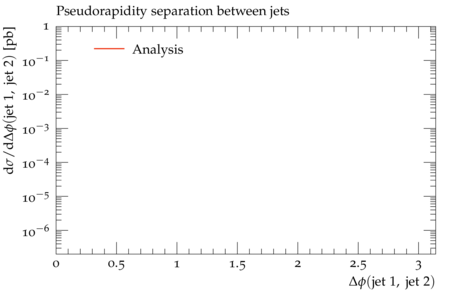 Pseudorapidity separation between jets
dσ/dΔϕ(jet 1, jet 2) [pb]
1
10⁻¹
10⁻²
10⁻³
10⁻⁴
10⁻⁵
10⁻⁶
Analysis
0 0.5 1 1.5 2 2.5 3
Δϕ(jet 1, jet 2)